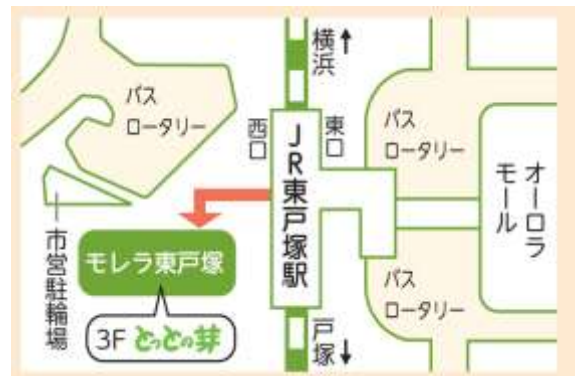 横浜↑
バス
ロータリー
西口
JR東戸塚駅
東口
バス
ロータリー
オーロラ
モール
市営駐輪場
モレラ東戸塚
3F とっとの芽
バス
ロータリー
戸塚↓